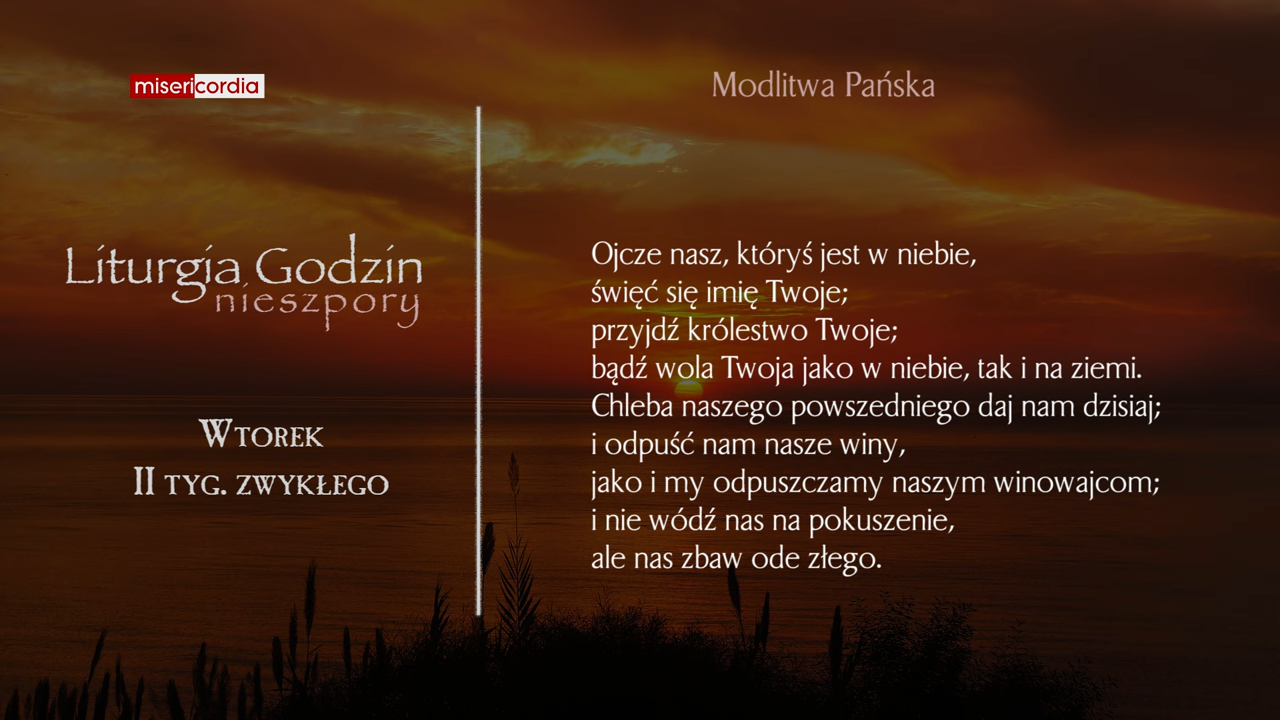 misericordia
Liturgia Godzin
nieszpory
Wtorek
II tyg. zwykłego
Modlitwa Pańska
Ojcze nasz, któryś jest w niebie,
święć się imię Twoje;
przyjdź królestwo Twoje;
bądź wola Twoja jako w niebie, tak i na ziemi.
Chleba naszego powszedniego daj nam dzisiaj;
i odpuść nam nasze winy,
jako i my odpuszczamy naszym winowajcom;
i nie wódź nas na pokuszenie,
ale nas zbaw ode złego.